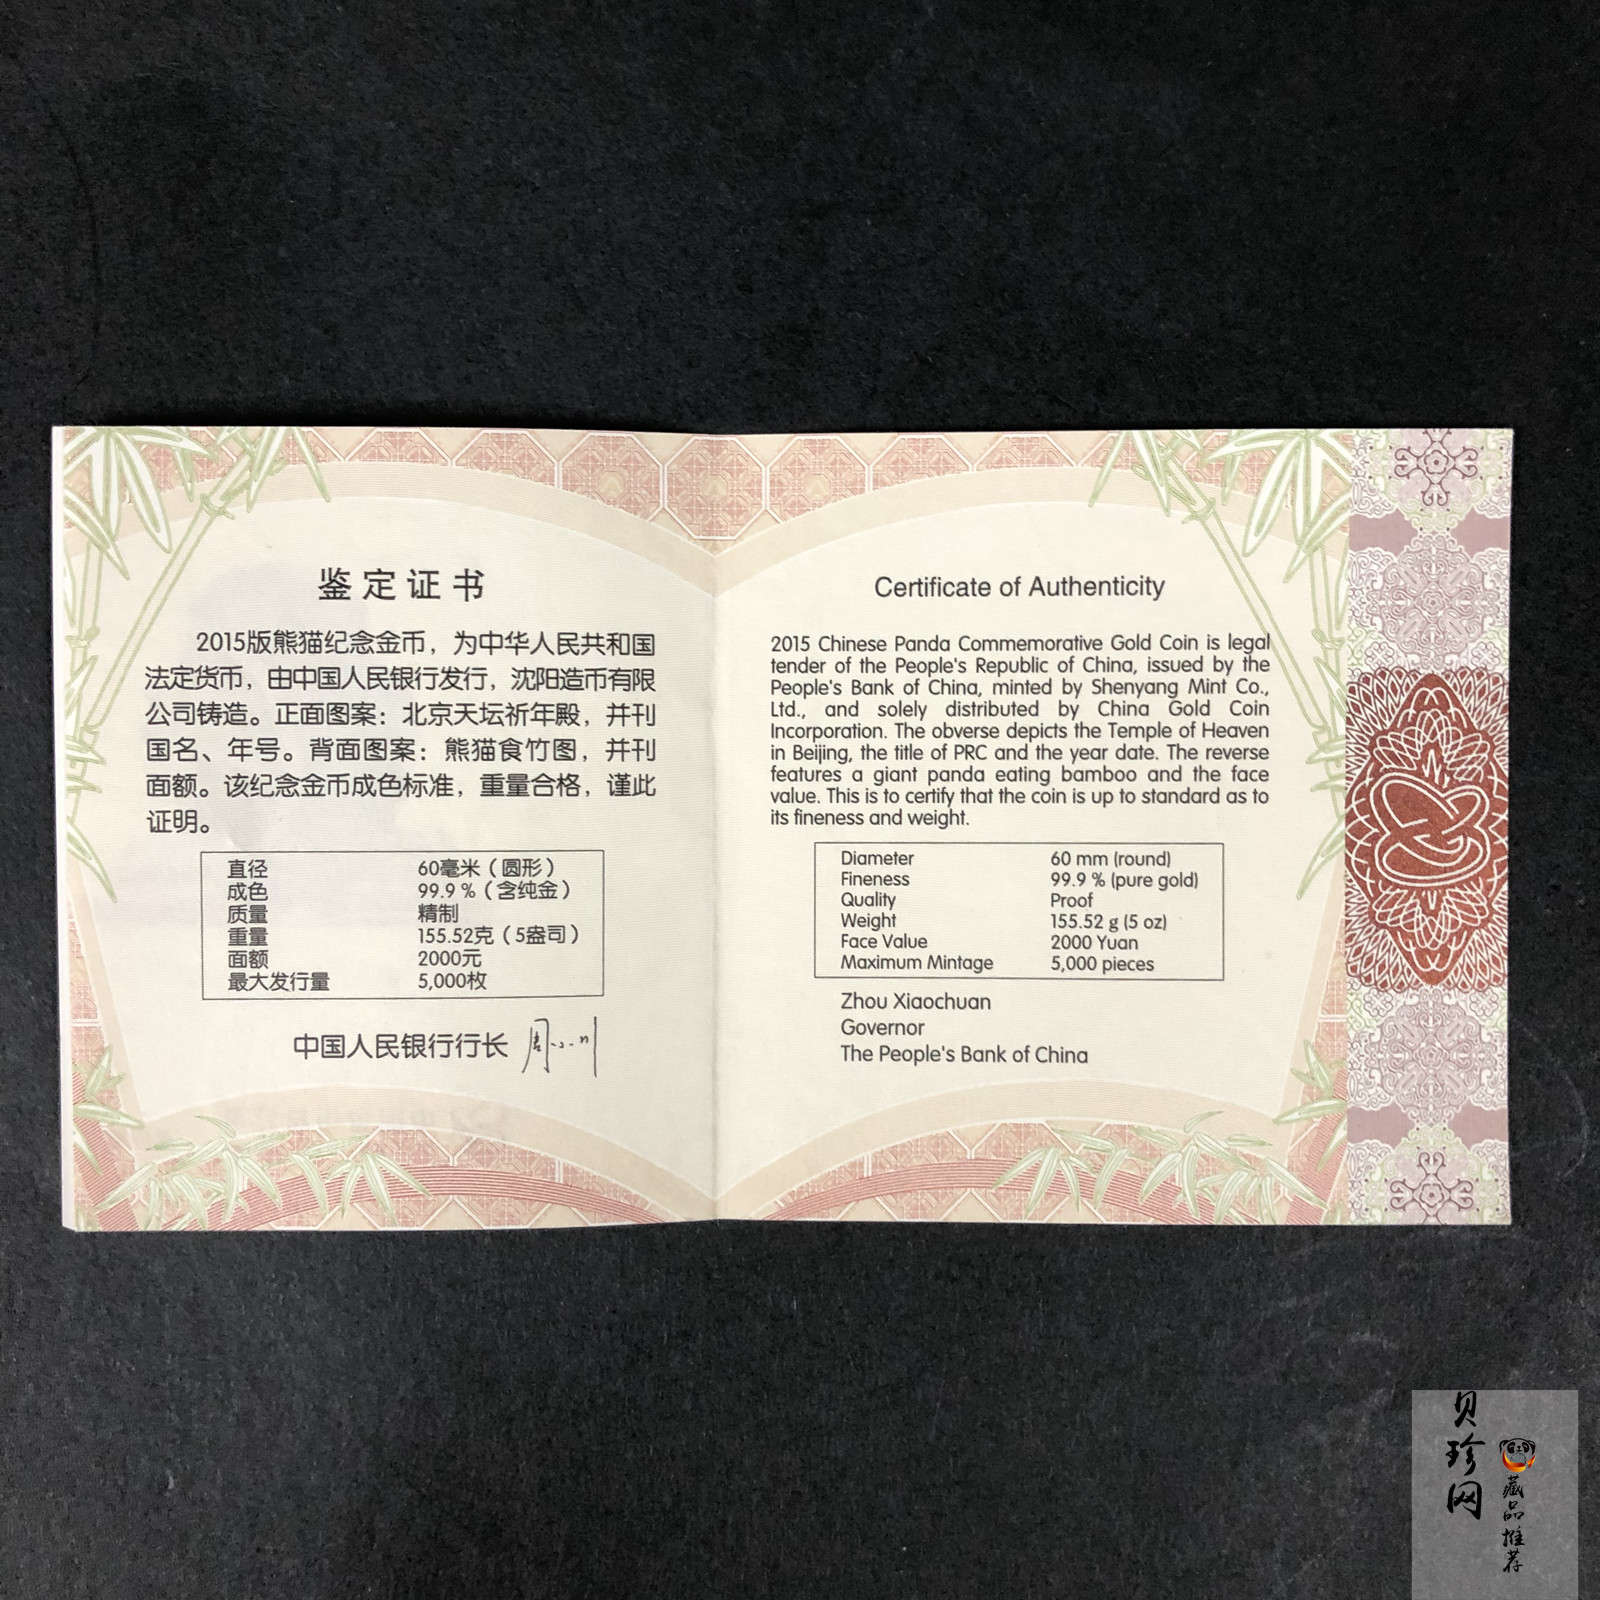 鉴定证书
2015版熊猫纪念金币，为中华人民共和国
法定货币，由中国人民银行发行，沈阳造币有限
公司铸造。正面图案：北京天坛祈年殿，并刊
国名、年号。背面图案：熊猫食竹图，并刊
面额。该纪念金币成色标准，重量合格，谨此
证明。
直径 60毫米（圆形）
成色 99.9 %（含纯金）
质量 精制
重量 155.52克（5盎司）
面额 2000元
最大发行量 5,000枚
中国人民银行行长 周小川
Certificate of Authenticity
2015 Chinese Panda Commemorative Gold Coin is legal
tender of the People's Republic of China, issued by the
People's Bank of China, minted by Shenyang Mint Co.,
Ltd., and solely distributed by China Gold Coin
Incorporation. The obverse depicts the Temple of Heaven
in Beijing, the title of PRC and the year date. The reverse
features a giant panda eating bamboo and the face
value. This is to certify that the coin is up to standard as to
its fineness and weight.
Diameter 60 mm (round)
Fineness 99.9 % (pure gold)
Quality Proof
Weight 155.52 g (5 oz)
Face Value 2000 Yuan
Maximum Mintage 5,000 pieces
Zhou Xiaochuan
Governor
The People's Bank of China
贝珍网
藏品推荐